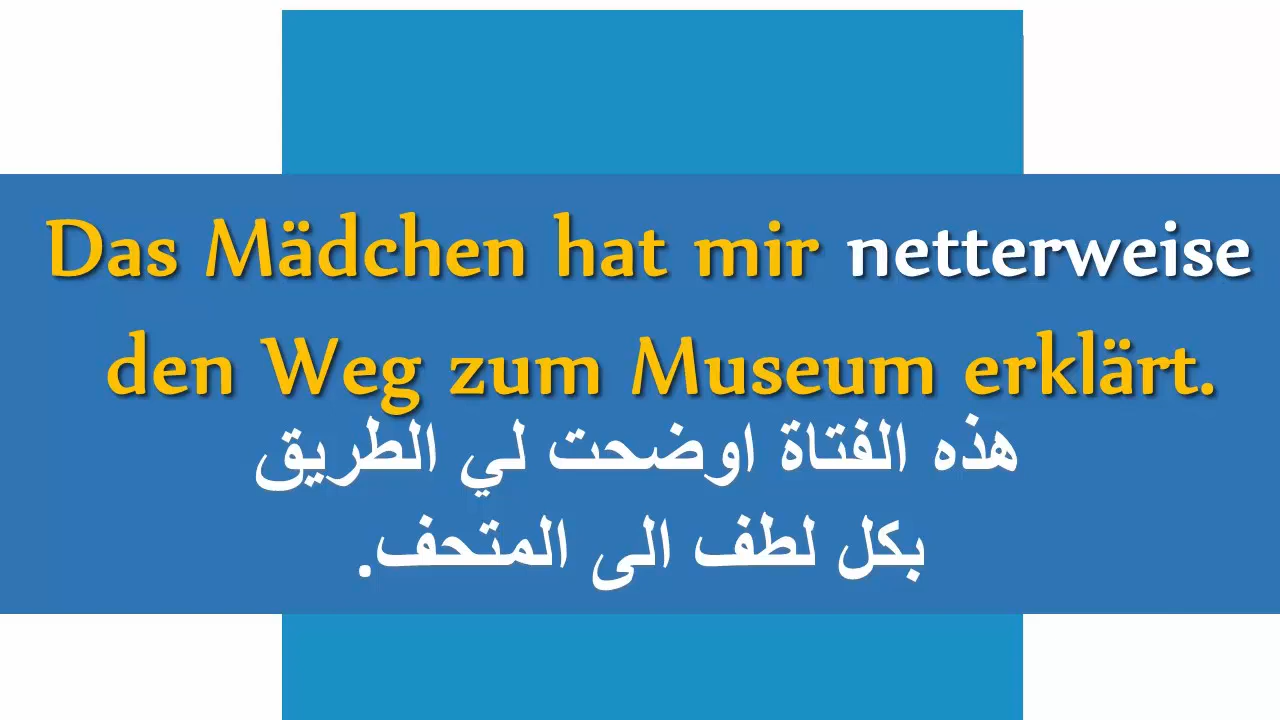 Das Mädchen hat mir netterweise
den Weg zum Museum erklärt.
هذه الفتاة اوضحت لي الطريق
بكل لطف الى المتحف.